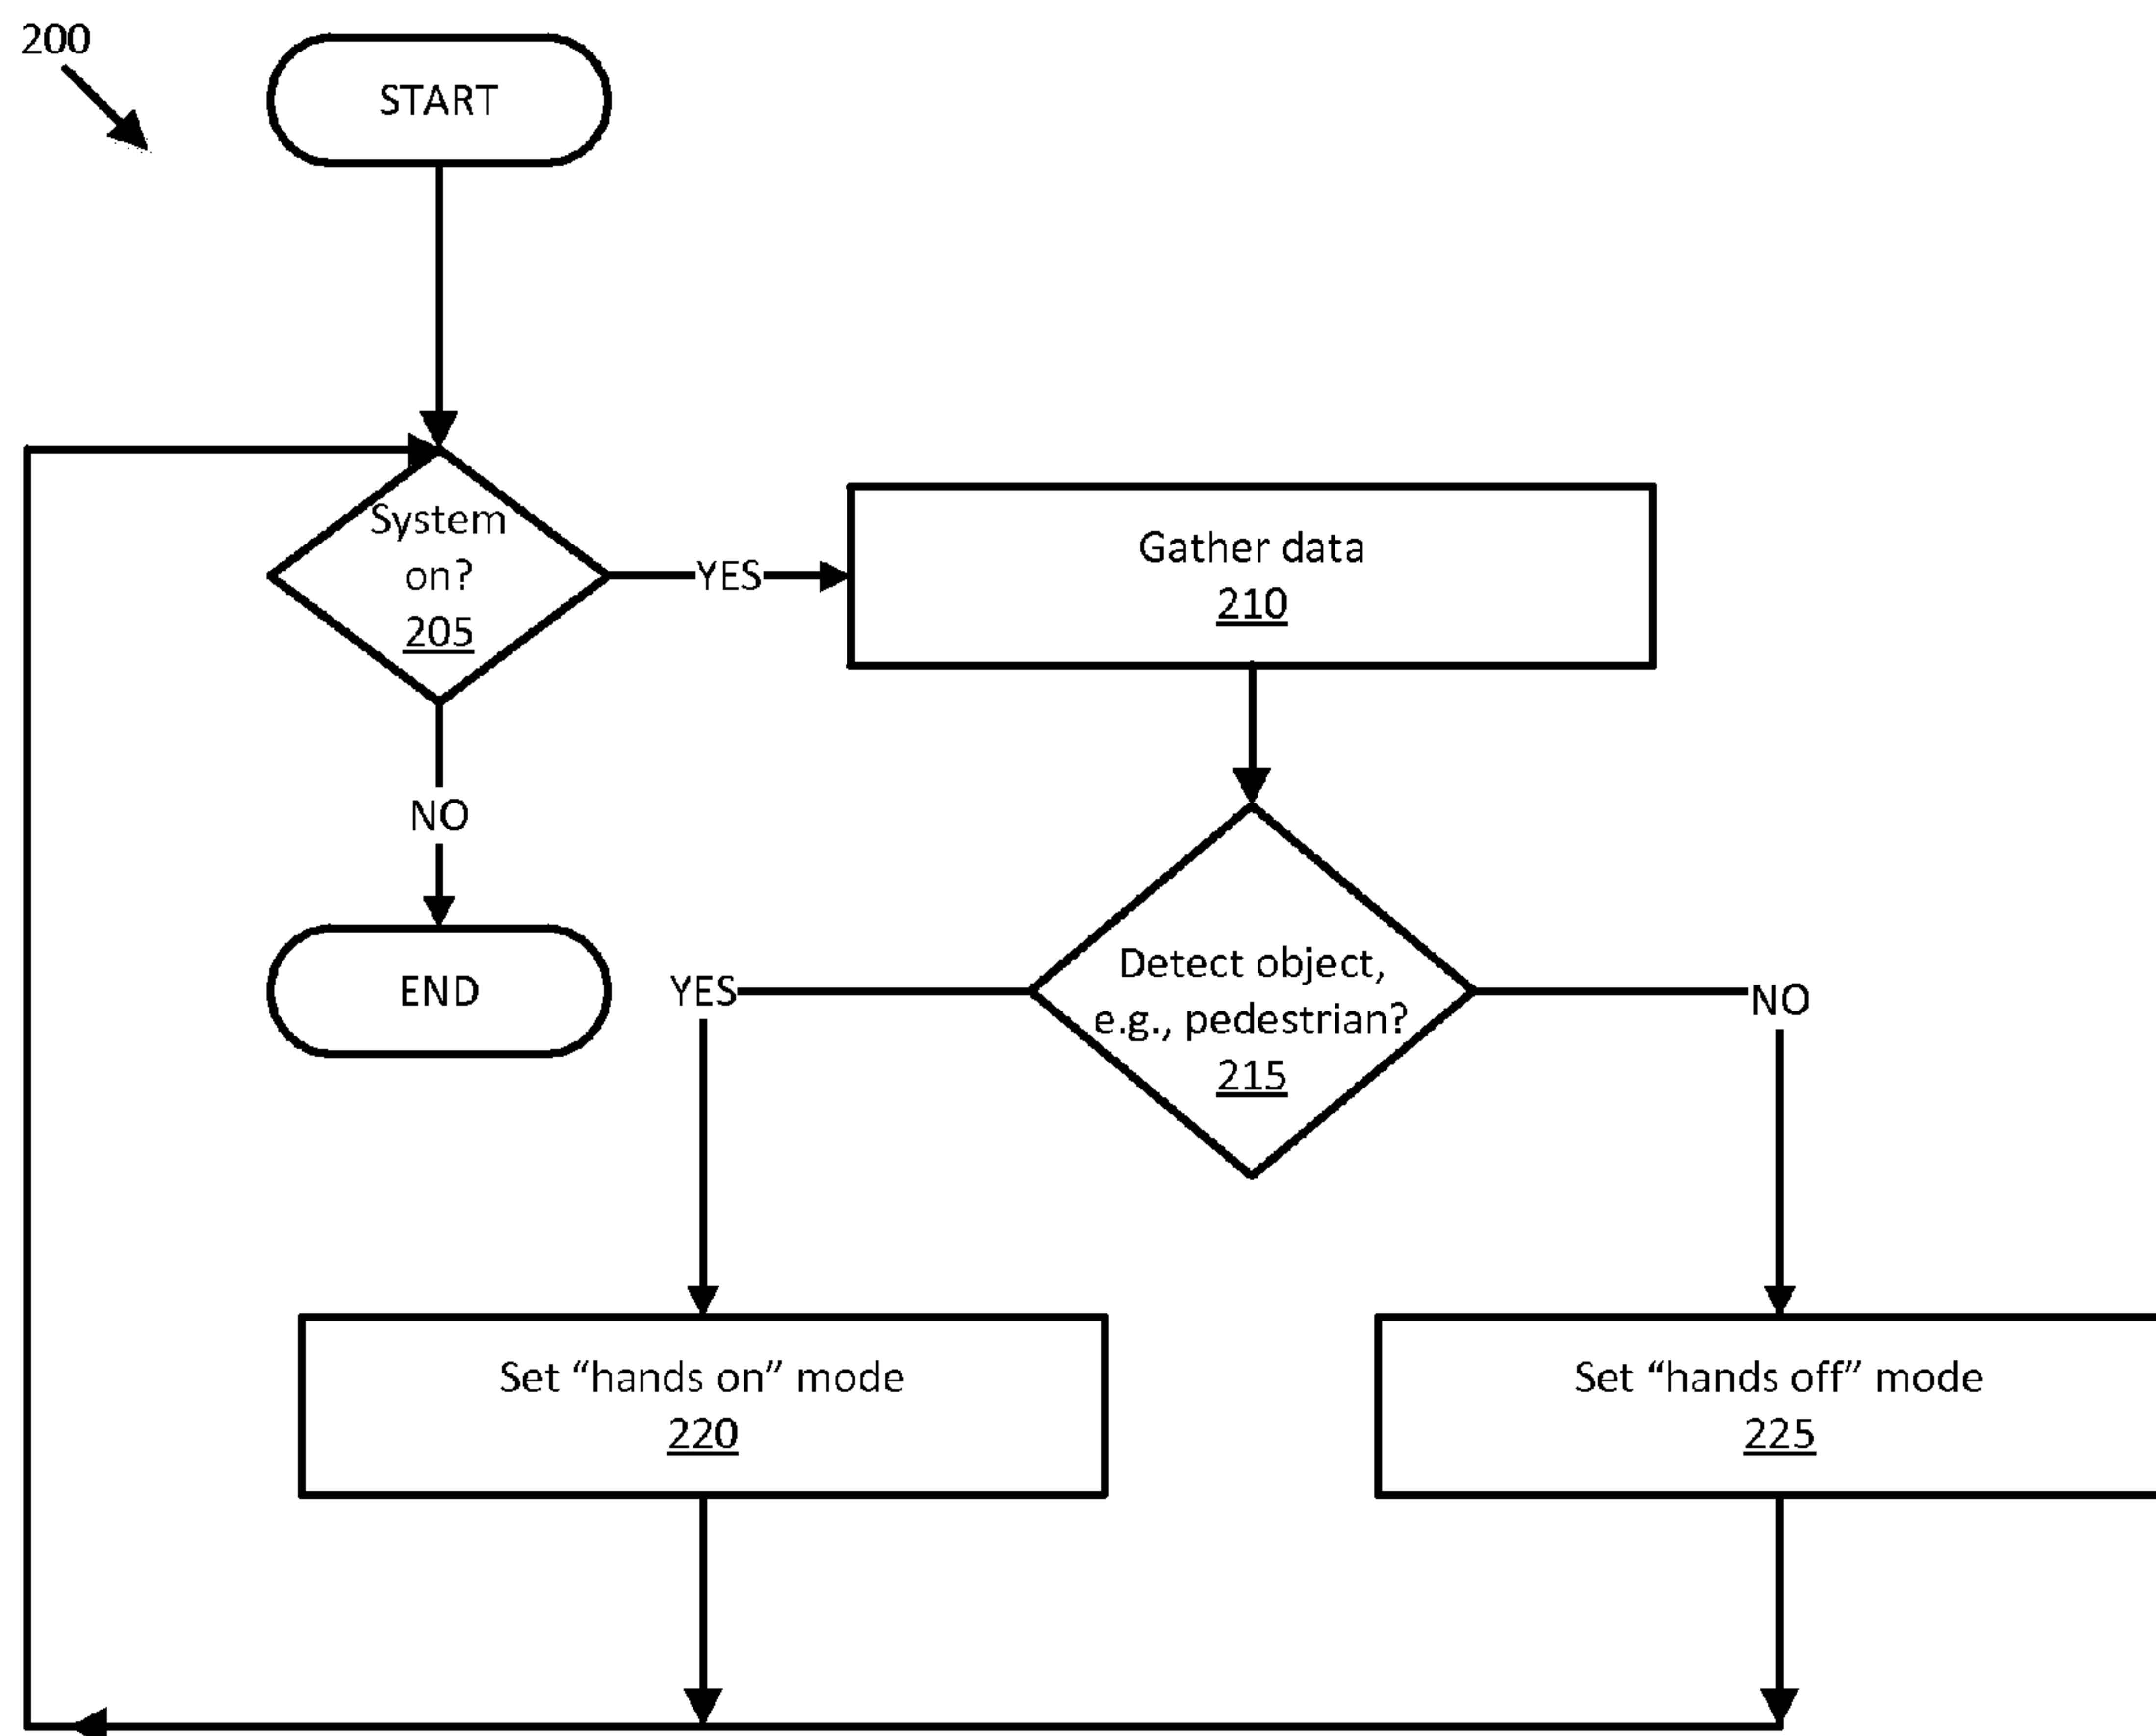 200
START
System
on?
205
YES
Gather data
210
NO
END
YES
Detect object,
e.g., pedestrian?
215
NO
Set “hands on” mode
220
Set “hands off” mode
225